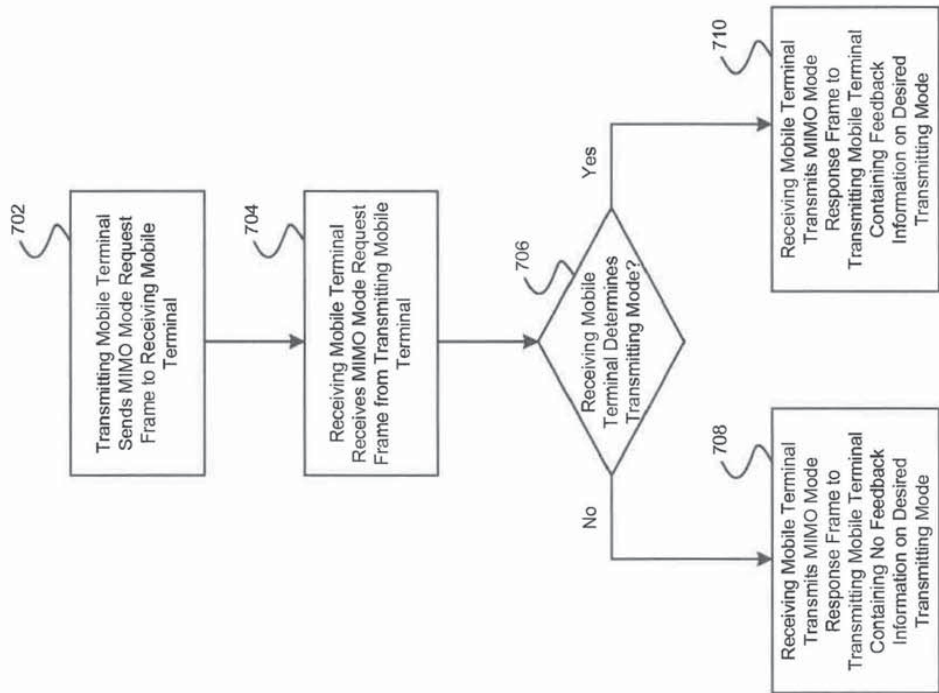 702
Transmitting Mobile Terminal
Sends MIMO Mode Request
Frame to Receiving Mobile
Terminal
704
Receiving Mobile Terminal
Receives MIMO Mode Request
Frame from Transmitting Mobile
Terminal
706
Receiving Mobile
Terminal Determines
Transmitting Mode?
No
Yes
708
Receiving Mobile Terminal
Transmits MIMO Mode
Response Frame to
Transmitting Mobile Terminal
Containing No Feedback
Information on Desired
Transmitting Mode
710
Receiving Mobile Terminal
Transmits MIMO Mode
Response Frame to
Transmitting Mobile Terminal
Containing Feedback
Information on Desired
Transmitting Mode